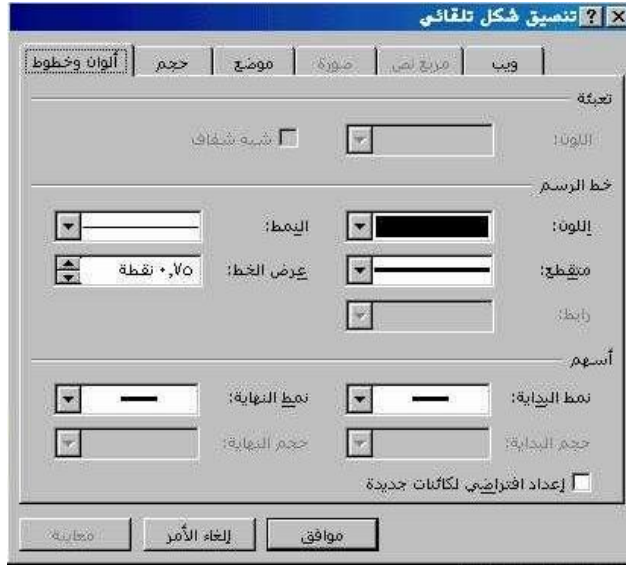 تنسيق شكل تلقائي
ألوان وخطوط حجم موضع صورة مربع نص ويب
تعبئة
اللون: شبه شفاف
خط الرسم
اللون: النمط:
متقطع: عرض الخط: ٠,٧٥ نقطة
رابط:
أسهم
نمط البداية: نمط النهاية:
حجم البداية: حجم النهاية:
إعداد افتراضي لكائنات جديدة
موافق إلغاء الأمر معاينة